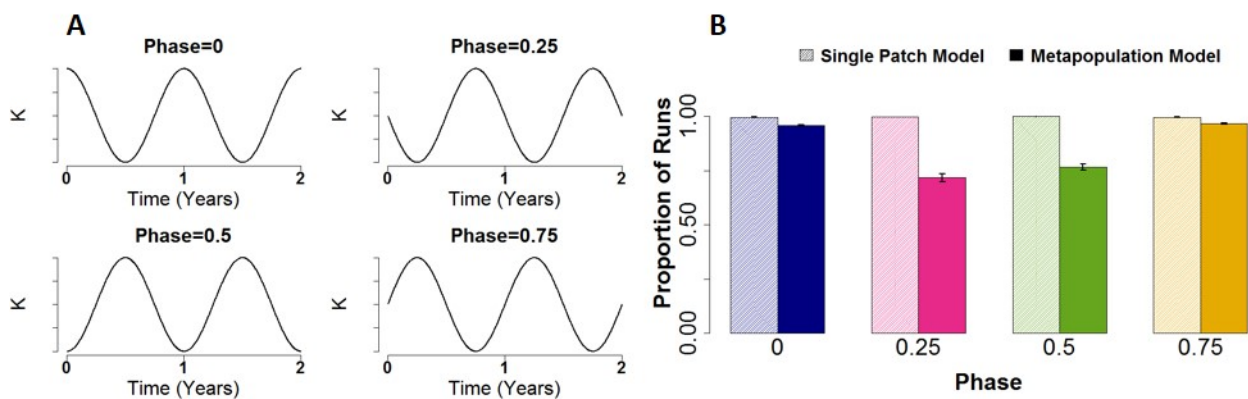 A
Phase=0
K
0 1 2
Time (Years)
Phase=0.25
K
0 1 2
Time (Years)
Phase=0.5
K
0 1 2
Time (Years)
Phase=0.75
K
0 1 2
Time (Years)
B
Single Patch Model Metapopulation Model
Proportion of Runs
1.00
0.50
0.00
0 0.25 0.5 0.75
Phase